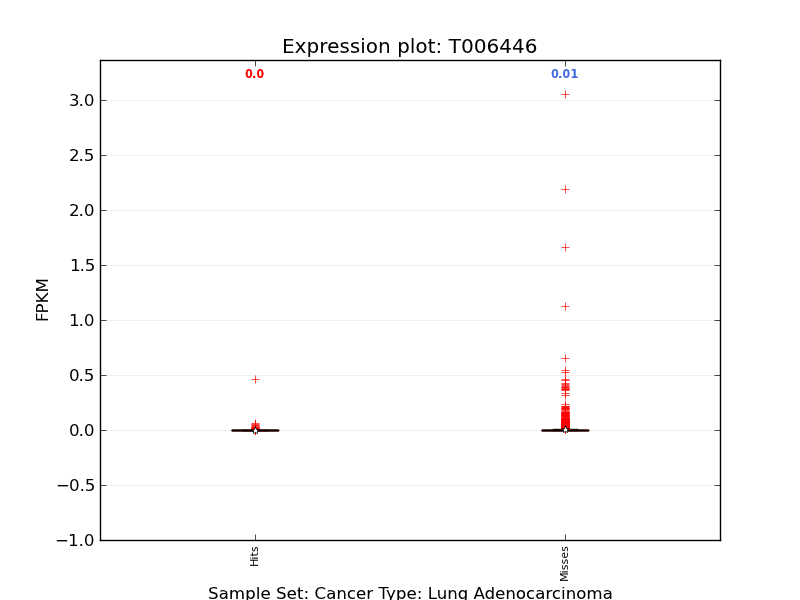 Expression plot: T006446
0.0
0.01
3.0
2.5
2.0
1.5
1.0
0.5
0.0
−0.5
−1.0
FPKM
Hits
Misses
Sample Set: Cancer Type: Lung Adenocarcinoma